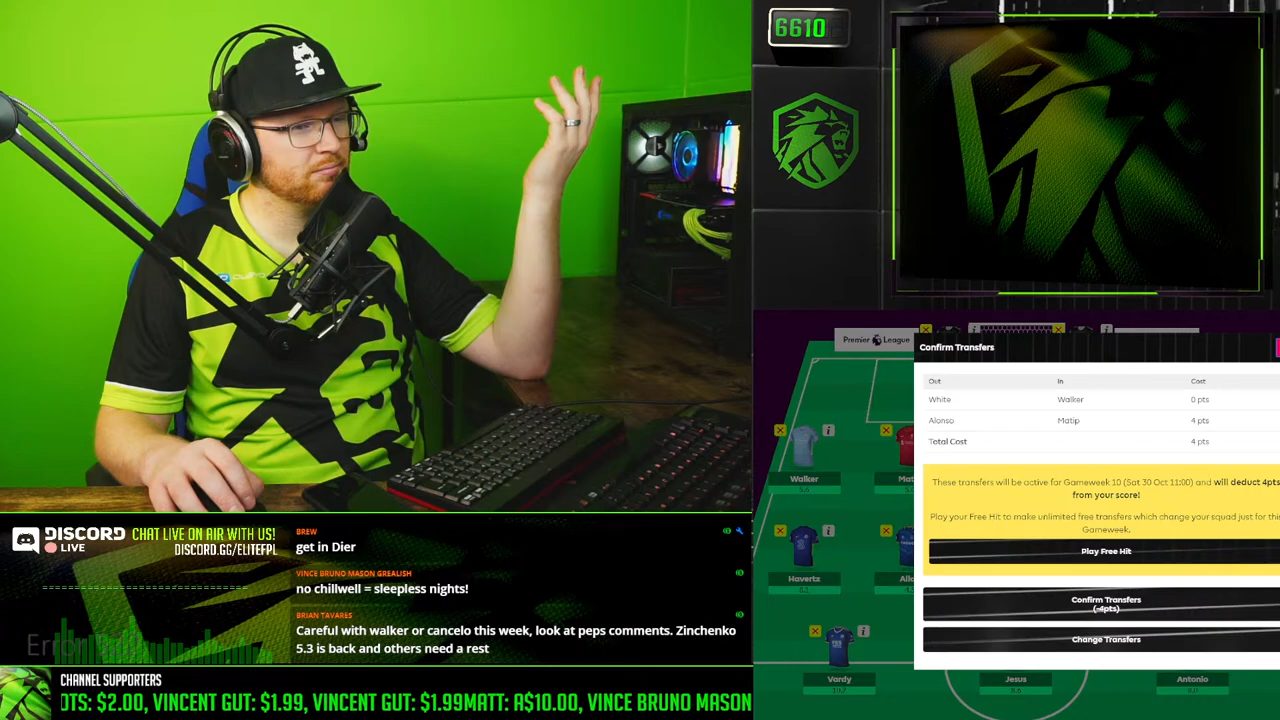 6610
Premier League
Confirm Transfers
Out In Cost
White Walker 0 pts
Alonso Matip 4 pts
Total Cost 4 pts
These transfers will be active for Gameweek 10 (Sat 30 Oct 11:00) and will deduct 4pts
from your score!
Play your Free Hit to make unlimited free transfers which change your squad just for this
Gameweek.
Play Free Hit
Confirm Transfers
(-4pts)
Change Transfers
Walker
Mat
Havertz
Vardy
Jesus
Antonio
DISCORD
LIVE
CHAT LIVE ON AIR WITH US!
DISCORD.GG/ELITEFPL
BREW
get in Dier
VINCE BRUNO MASON GREALISH
no chillwell = sleepless nights!
BRIAN TAVARES
Careful with walker or cancelo this week, look at peps comments. Zinchenko
5.3 is back and others need a rest
CHANNEL SUPPORTERS
OTS: $2.00, VINCENT GUT: $1.99, VINCENT GUT: $1.99MATT: A$10.00, VINCE BRUNO MASON